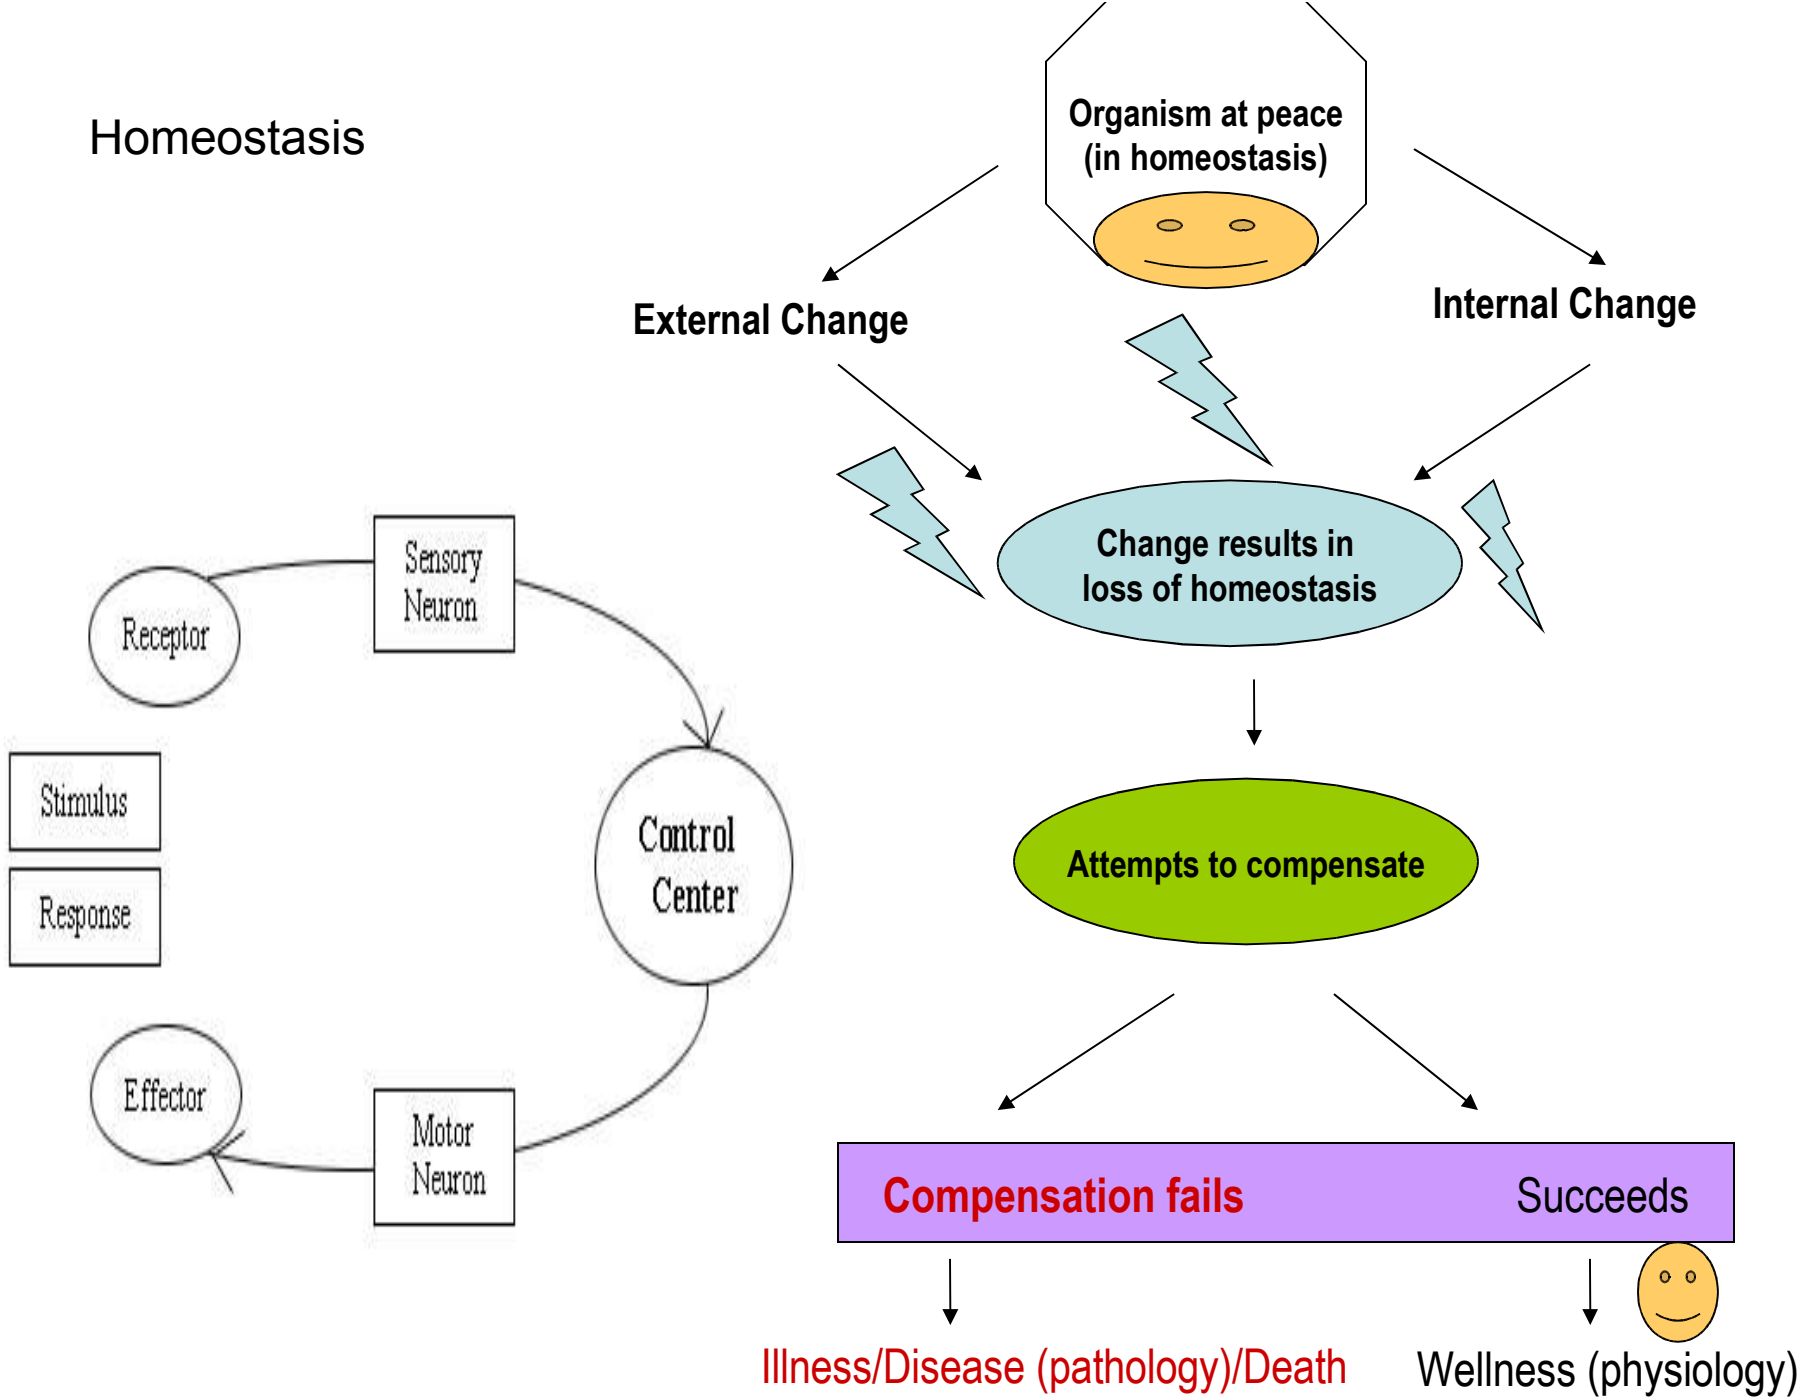 Homeostasis
Organism at peace
(in homeostasis)
External Change
Internal Change
Change results in
loss of homeostasis
Attempts to compensate
Compensation fails
Succeeds
Illness/Disease (pathology)/Death
Wellness (physiology)
Sensory
Neuron
Receptor
Stimulus
Control
Center
Response
Effector
Motor
Neuron